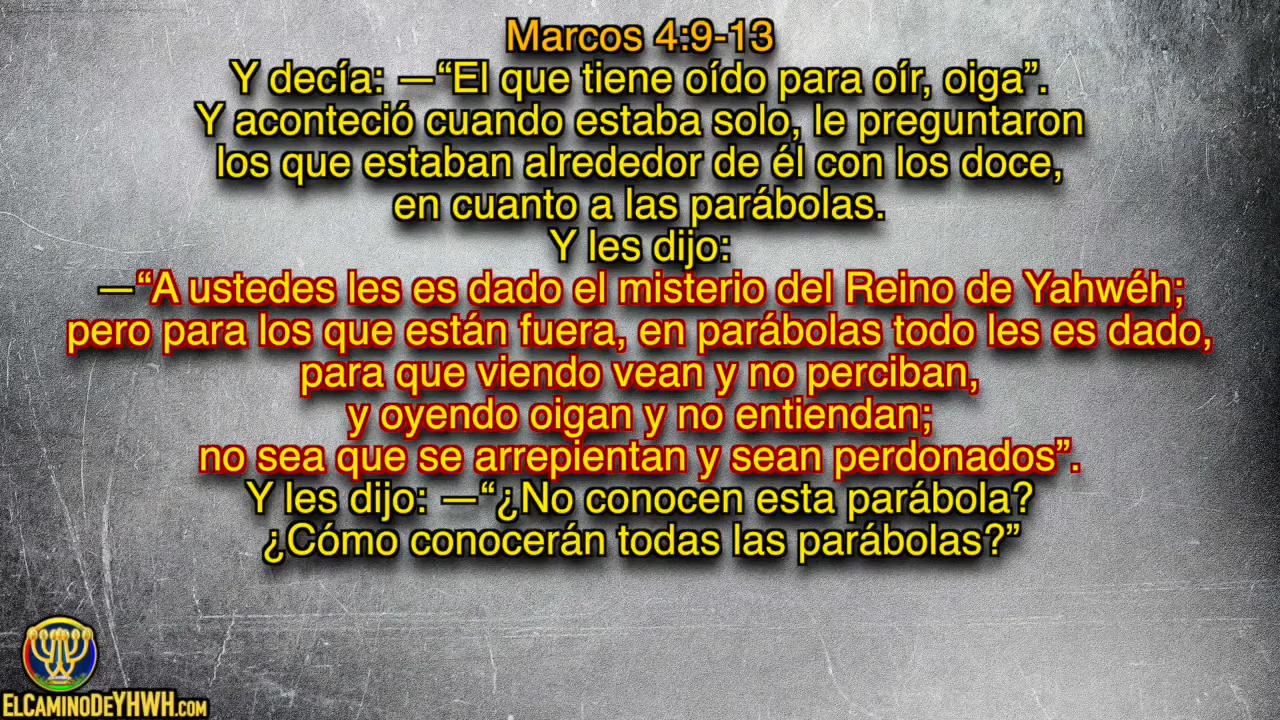 Marcos 4:9-13
Y decía: —“El que tiene oído para oír, oiga”.
Y aconteció cuando estaba solo, le preguntaron
los que estaban alrededor de él con los doce,
en cuanto a las parábolas.
Y les dijo:
—“A ustedes les es dado el misterio del Reino de Yahwéh;
pero para los que están fuera, en parábolas todo les es dado,
para que viendo vean y no perciban,
y oyendo oigan y no entiendan;
no sea que se arrepientan y sean perdonados”.
Y les dijo: —“¿No conocen esta parábola?
¿Cómo conocerán todas las parábolas?”
ELCAMINODEYHWH.com